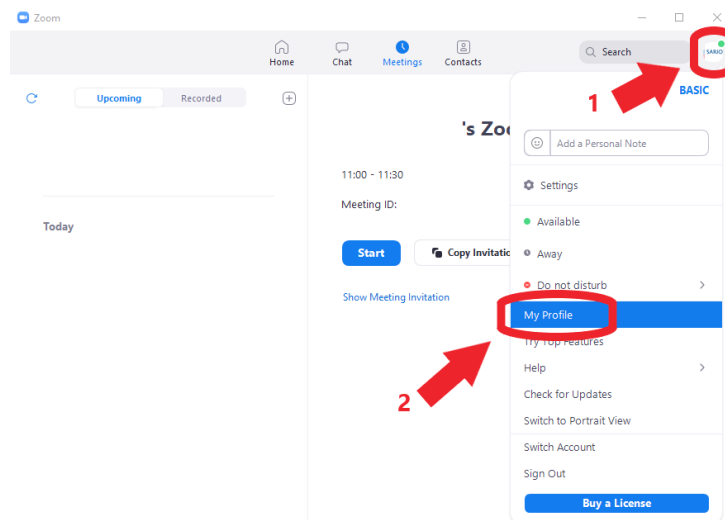 Zoom
Home
Chat
Meetings
Contacts
Search
SARIO
1
BASIC
Upcoming
Recorded
's Zoo
Add a Personal Note
11:00 - 11:30
Settings
Meeting ID:
Today
Available
Start
Copy Invitatio
Away
Do not disturb
Show Meeting Invitation
My Profile
Try Top Features
2
Help
Check for Updates
Switch to Portrait View
Switch Account
Sign Out
Buy a License